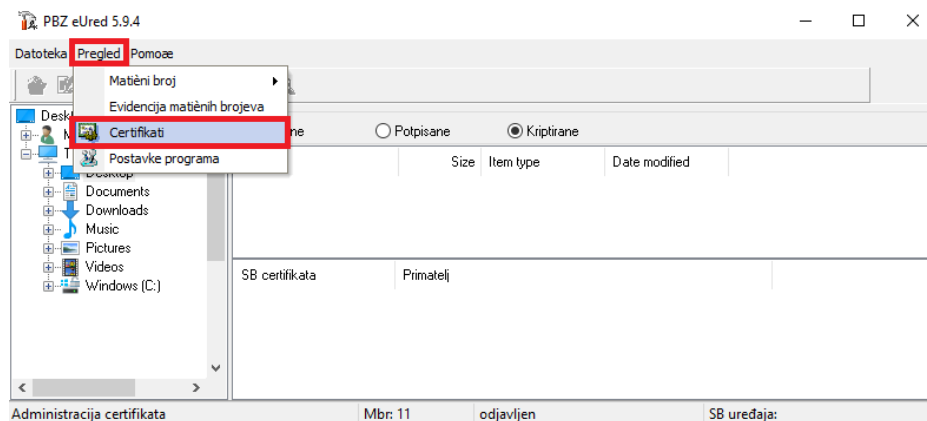 PBZ eUred 5.9.4
Datoteka Pregled Pomoæ
Matièni broj
Evidencija matiènih brojeva
Certifikati
Postavke programa
Potpisane
Kriptirane
Size
Item type
Date modified
Desktop
Documents
Downloads
Music
Pictures
Videos
Windows (C:)
SB certifikata
Primatelj
Administracija certifikata
Mbr: 11
odjavljen
SB uređaja: